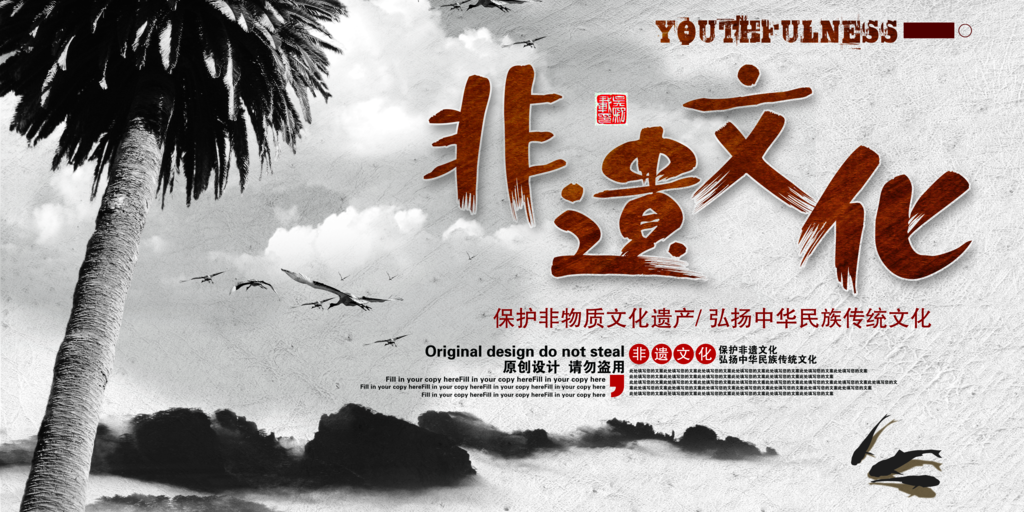 YOUTHFULNESS
非遗文化
保护非物质文化遗产/弘扬中华民族传统文化
Original design do not steal
原创设计 请勿盗用
Fill in your copy hereFill in your copy hereFill in your copy here
Fill in your copy hereFill in your copy hereFill in your copy hereFill in your copy here
Fill in your copy hereFill in your copy hereFill in your copy here
非遗文化
保护非遗文化
弘扬中华民族传统文化